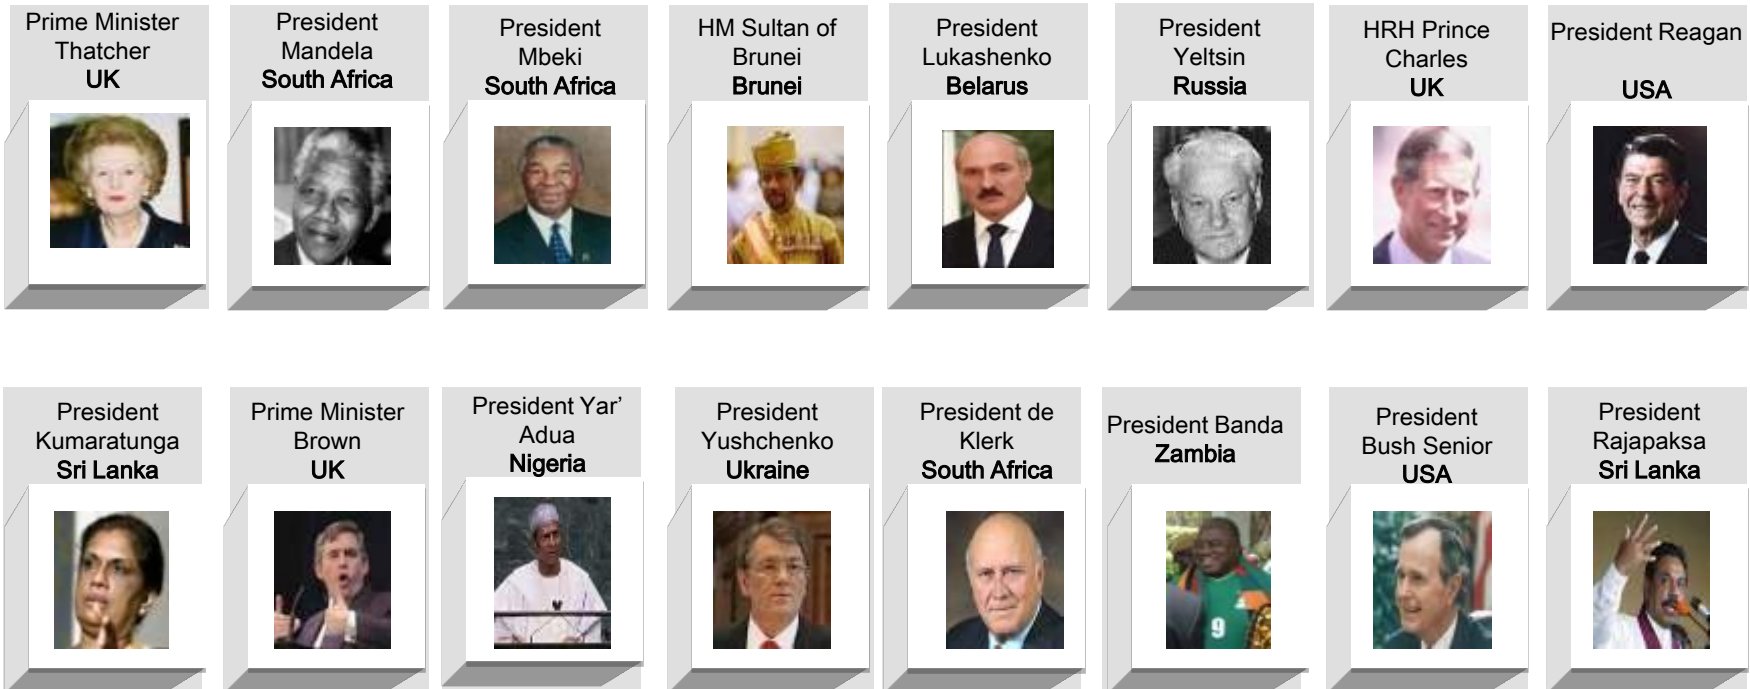 Prime Minister
Thatcher
UK
President
Mandela
South Africa
President
Mbeki
South Africa
HM Sultan of
Brunei
Brunei
President
Lukashenko
Belarus
President
Yeltsin
Russia
HRH Prince
Charles
UK
President Reagan
USA
President
Kumaratunga
Sri Lanka
Prime Minister
Brown
UK
President Yar’
Adua
Nigeria
President
Yushchenko
Ukraine
President de
Klerk
South Africa
President Banda
Zambia
9
President
Bush Senior
USA
President
Rajapaksa
Sri Lanka